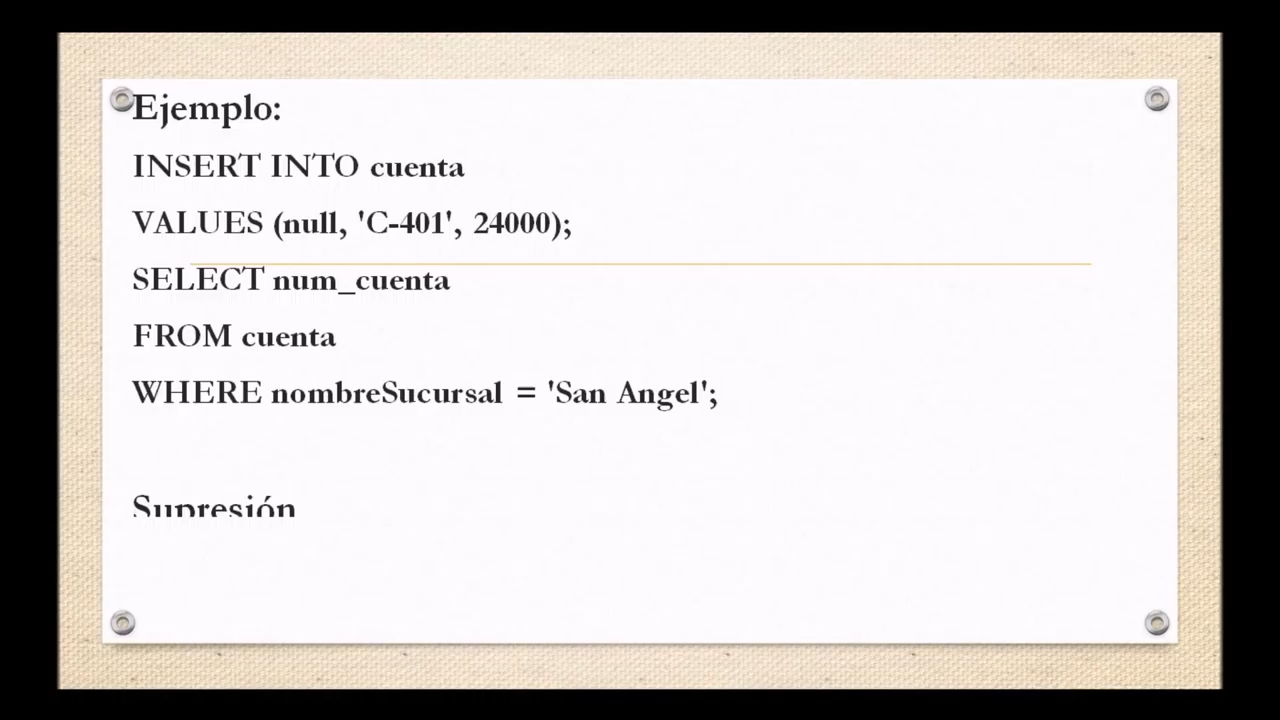 Ejemplo:
INSERT INTO cuenta
VALUES (null, 'C-401', 24000);
SELECT num_cuenta
FROM cuenta
WHERE nombreSucursal = 'San Angel';
Supresión